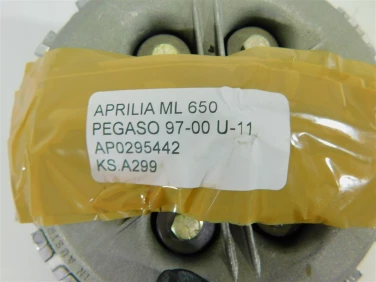 APRILIA ML 650
PEGASO 97-00 U-11
AP0295442
KS.A299